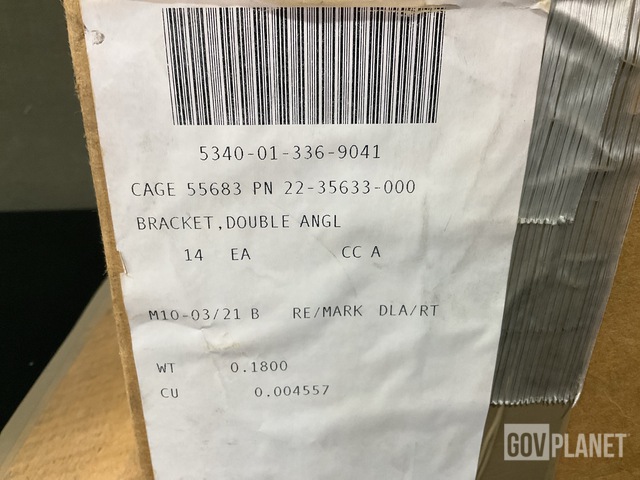 5340-01-336-9041
CAGE 55683 PN 22-35633-000
BRACKET,DOUBLE ANGL
14 EA CC A
M10-03/21 B RE/MARK DLA/RT
WT 0.1800
CU 0.004557
GOVPLANET